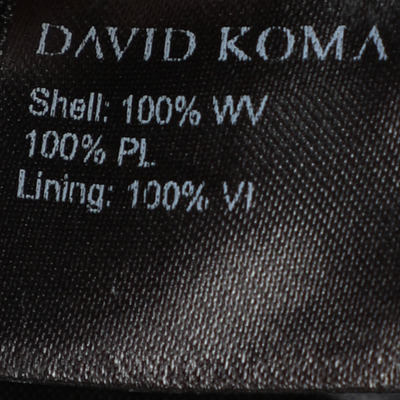 DAVID KOMA
Shell: 100% WV
100% PL
Lining: 100% VI